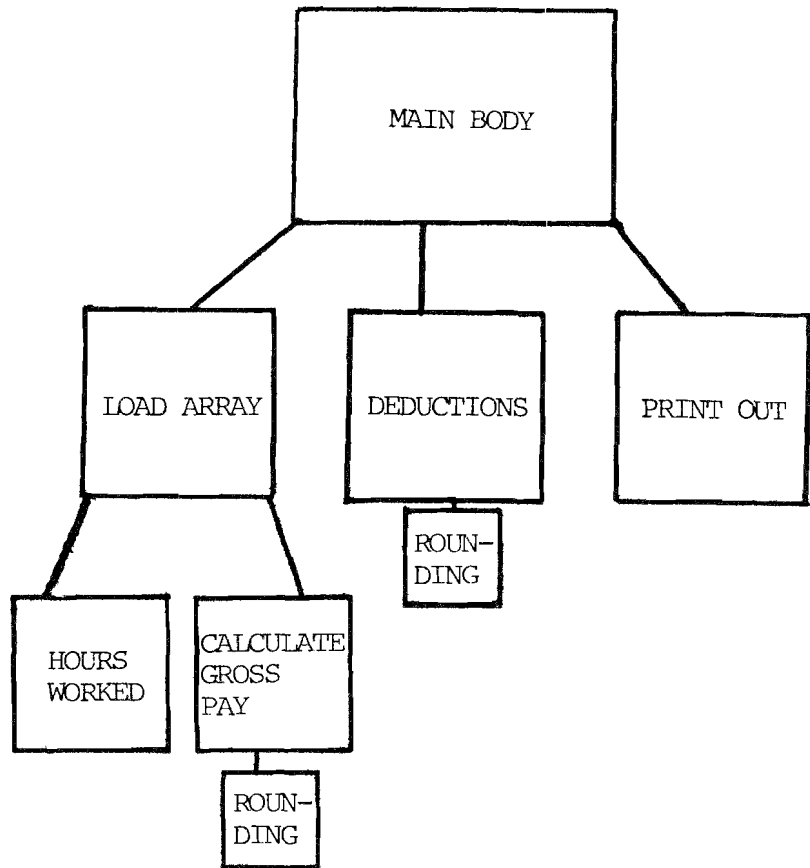 MAIN BODY
LOAD ARRAY
DEDUCTIONS
PRINT OUT
ROUN-
DING
HOURS
WORKED
CALCULATE
GROSS
PAY
ROUN-
DING